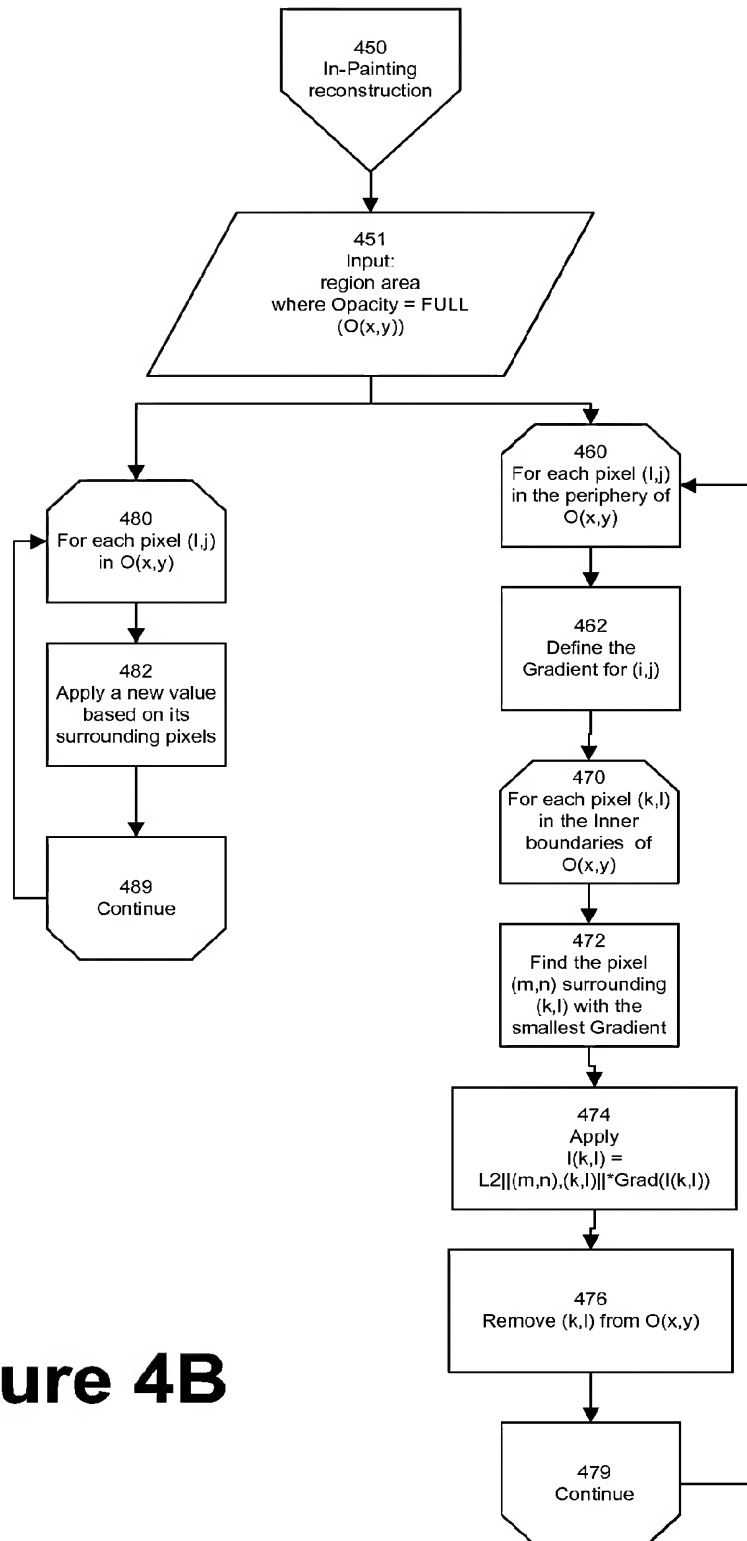 450
In-Painting
reconstruction
451
Input:
region area
where Opacity = FULL
(O(x,y))
480
For each pixel (I,j)
in O(x,y)
482
Apply a new value
based on its
surrounding pixels
489
Continue
460
For each pixel (I,j)
in the periphery of
O(x,y)
462
Define the
Gradient for (i,j)
470
For each pixel (k,l)
in the Inner
boundaries of
O(x,y)
472
Find the pixel
(m,n) surrounding
(k,l) with the
smallest Gradient
474
Apply
I(k,l) =
L2||(m,n),(k,l)||*Grad(I(k,l))
476
Remove (k,l) from O(x,y)
479
Continue
ure 4B